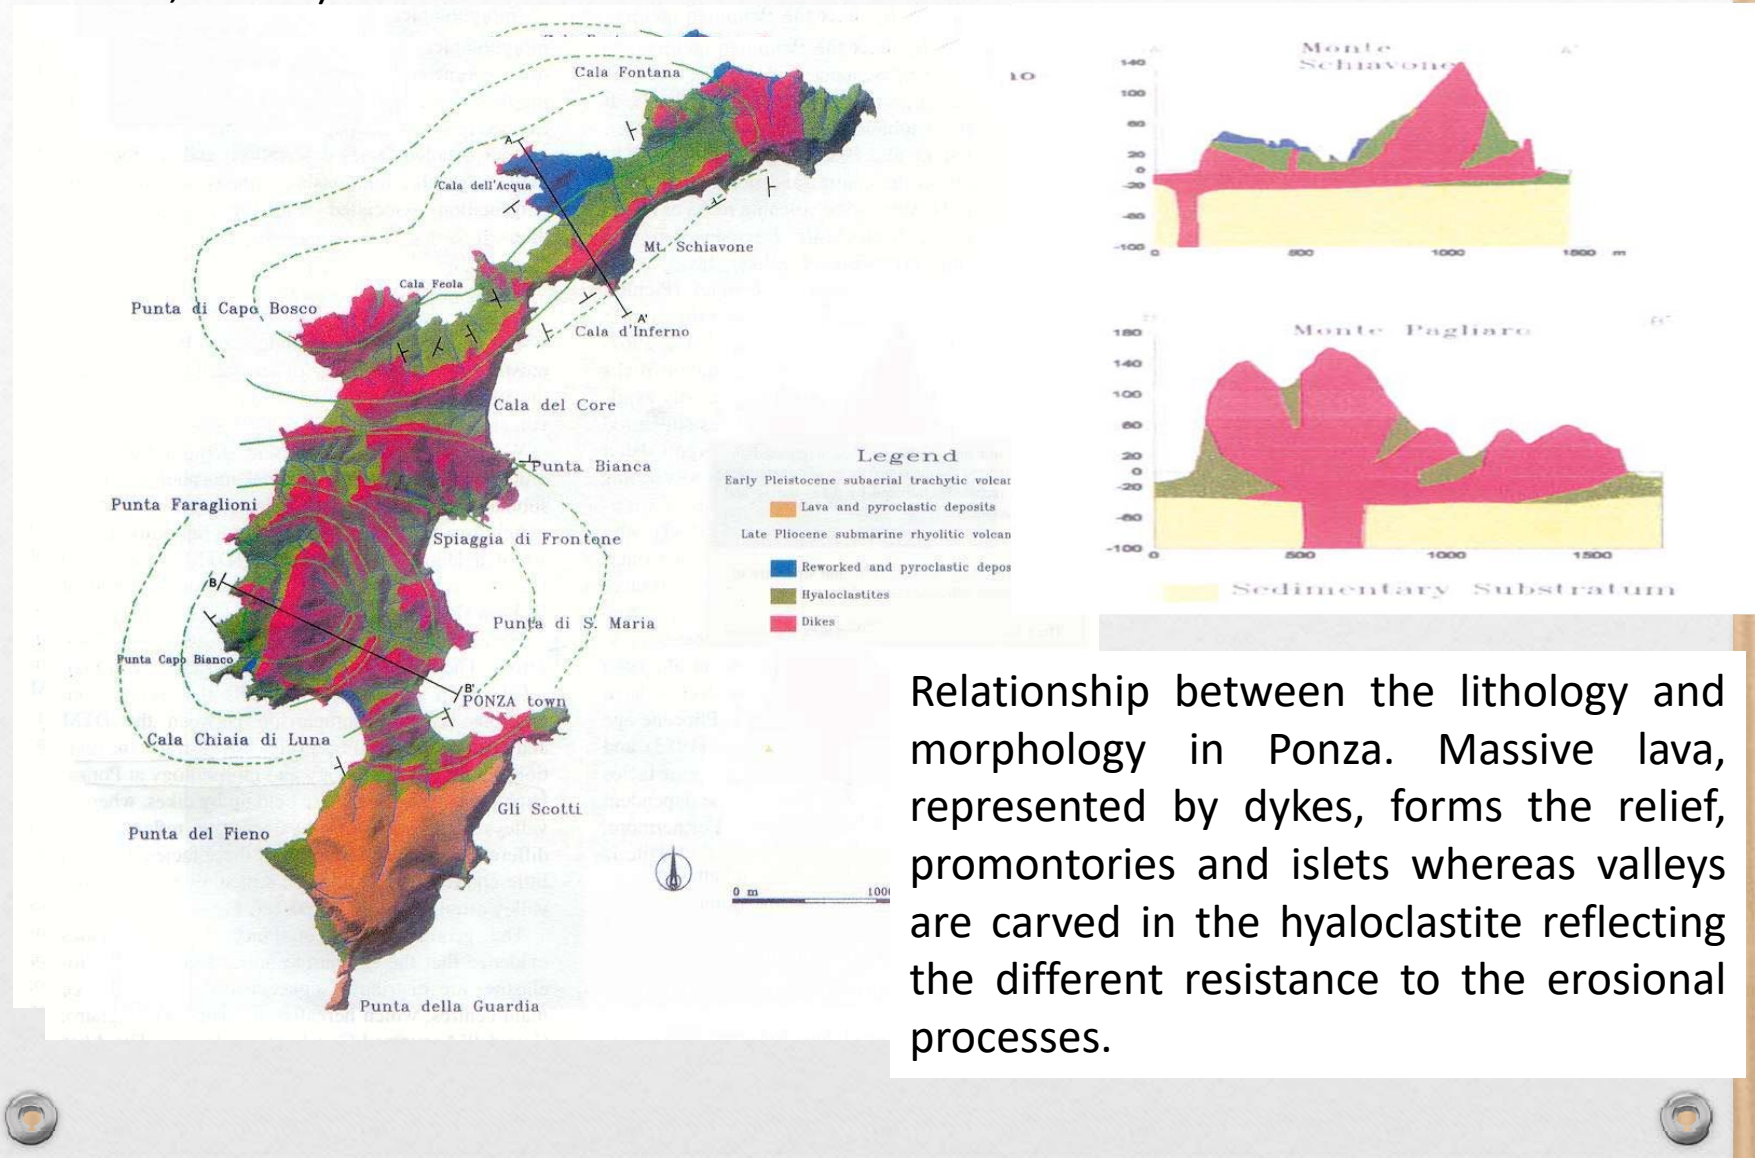 Cala Fontana
Cala dell'Acqua
Mt. Schiavone
Cala Feola
Punta di Capo Bosco
Cala d'Inferno
Cala del Core
Punta Bianca
Punta Faraglioni
Spiaggia di Frontone
Punta di S. Maria
Punta Capo Bianco
PONZA town
Cala Chiaia di Luna
Gli Scotti
Punta del Fieno
Punta della Guardia
A
A'
B
B'
Legend
Early Pleistocene subaerial trachytic volcan
Lava and pyroclastic deposits
Late Pliocene submarine rhyolitic volcan
Reworked and pyroclastic depos
Hyaloclastites
Dikes
0 m
Monte
Schiavone
140
100
60
20
0
-20
-60
-100
0 500 1000 1500 m
Monte Pagliaro
180
140
100
60
20
0
-20
-60
-100
0 500 1000 1500
Sedimentary Substratum
Relationship between the lithology and
morphology in Ponza. Massive lava,
represented by dykes, forms the relief,
promontories and islets whereas valleys
are carved in the hyaloclastite reflecting
the different resistance to the erosional
processes.